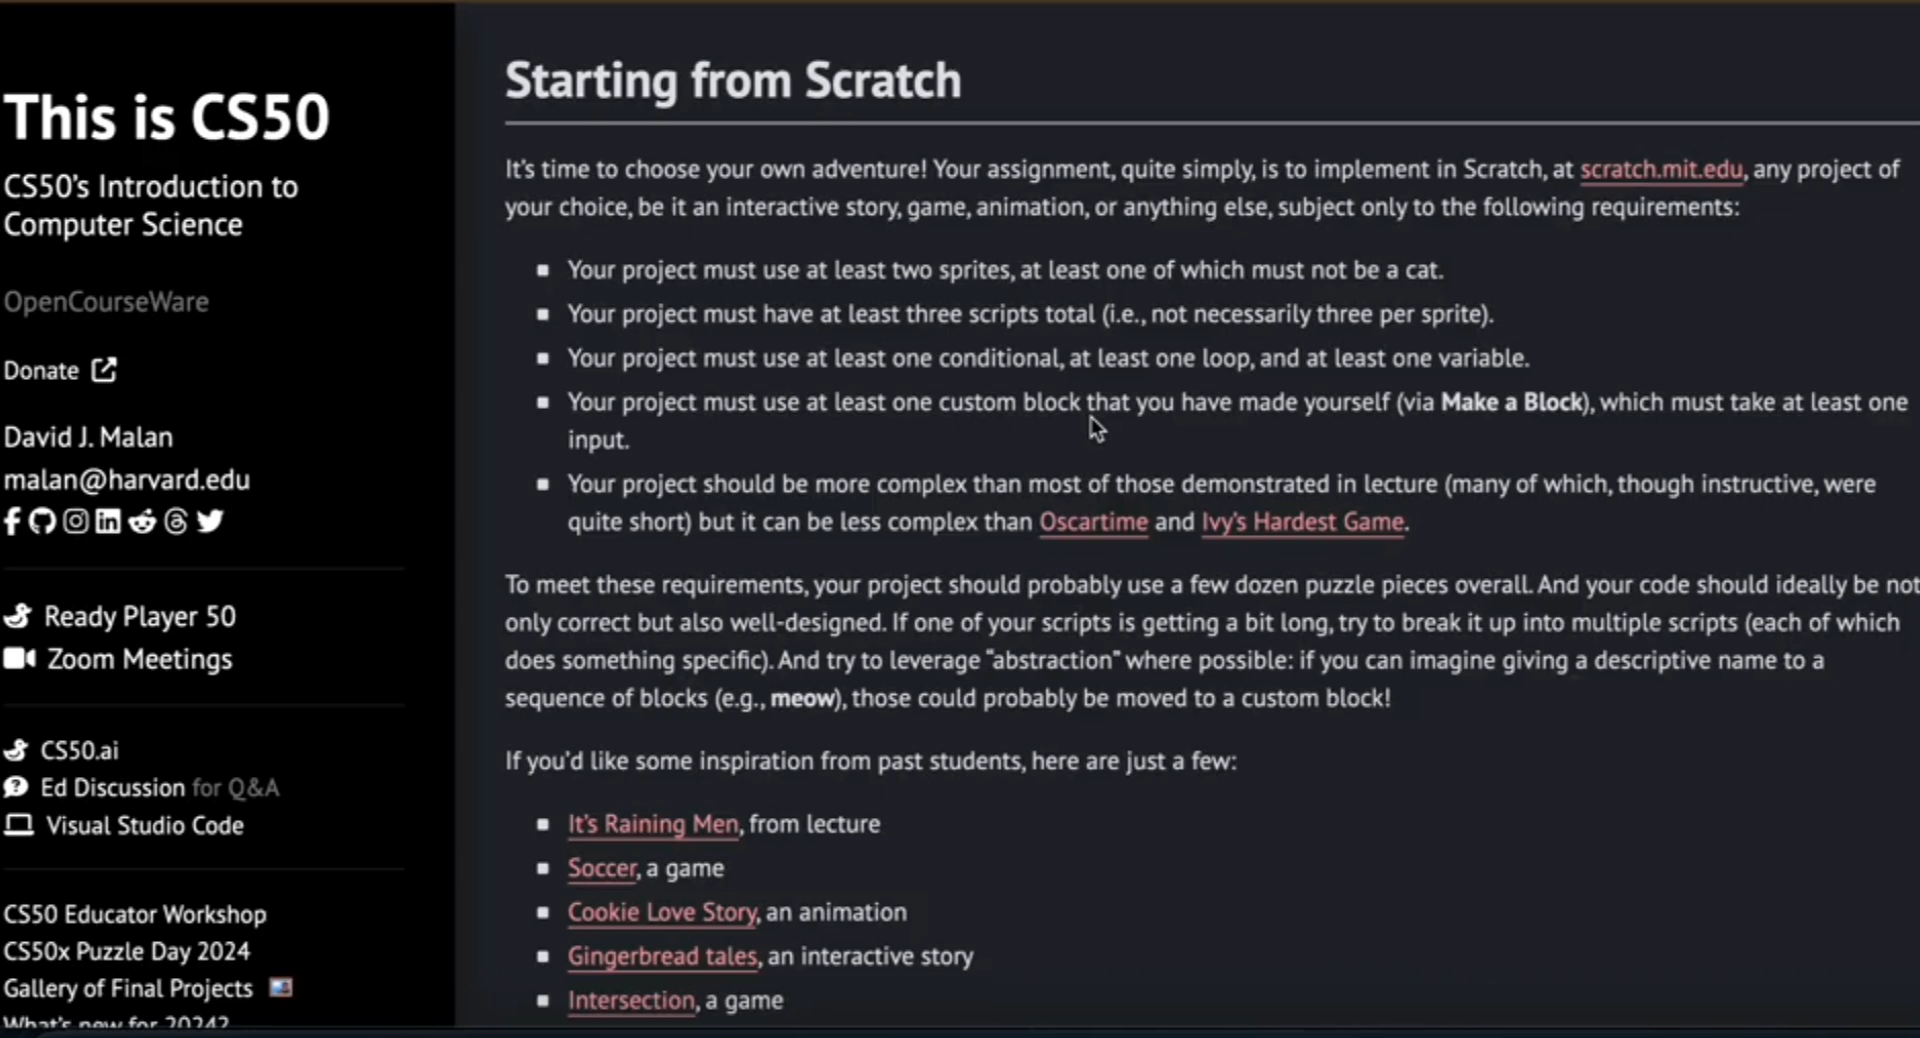 This is CS50
CS50's Introduction to
Computer Science
OpenCourseWare
Donate
David J. Malan
malan@harvard.edu
Ready Player 50
Zoom Meetings
CS50.ai
Ed Discussion for Q&A
Visual Studio Code
CS50 Educator Workshop
CS50x Puzzle Day 2024
Gallery of Final Projects
What's new for 2024?
Starting from Scratch
It's time to choose your own adventure! Your assignment, quite simply, is to implement in Scratch, at scratch.mit.edu, any project of
your choice, be it an interactive story, game, animation, or anything else, subject only to the following requirements:
Your project must use at least two sprites, at least one of which must not be a cat.
Your project must have at least three scripts total (i.e., not necessarily three per sprite).
Your project must use at least one conditional, at least one loop, and at least one variable.
Your project must use at least one custom block that you have made yourself (via Make a Block), which must take at least one
input.
Your project should be more complex than most of those demonstrated in lecture (many of which, though instructive, were
quite short) but it can be less complex than Oscartime and Ivy's Hardest Game.
To meet these requirements, your project should probably use a few dozen puzzle pieces overall. And your code should ideally be not
only correct but also well-designed. If one of your scripts is getting a bit long, try to break it up into multiple scripts (each of which
does something specific). And try to leverage “abstraction” where possible: if you can imagine giving a descriptive name to a
sequence of blocks (e.g., meow), those could probably be moved to a custom block!
If you'd like some inspiration from past students, here are just a few:
It's Raining Men, from lecture
Soccer, a game
Cookie Love Story, an animation
Gingerbread tales, an interactive story
Intersection, a game